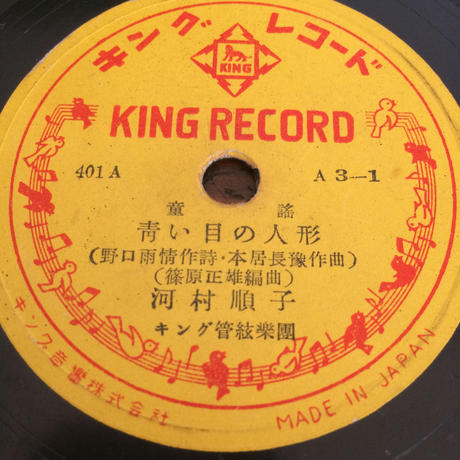 キングレコード
KING
KING RECORD
401A
A 3-1
童謠
靑い目の人形
(野口雨情作詩・本居長豫作曲)
(篠原正雄編曲)
河村順子
キング管絃樂團
キング音響株式会社
MADE IN JAPAN